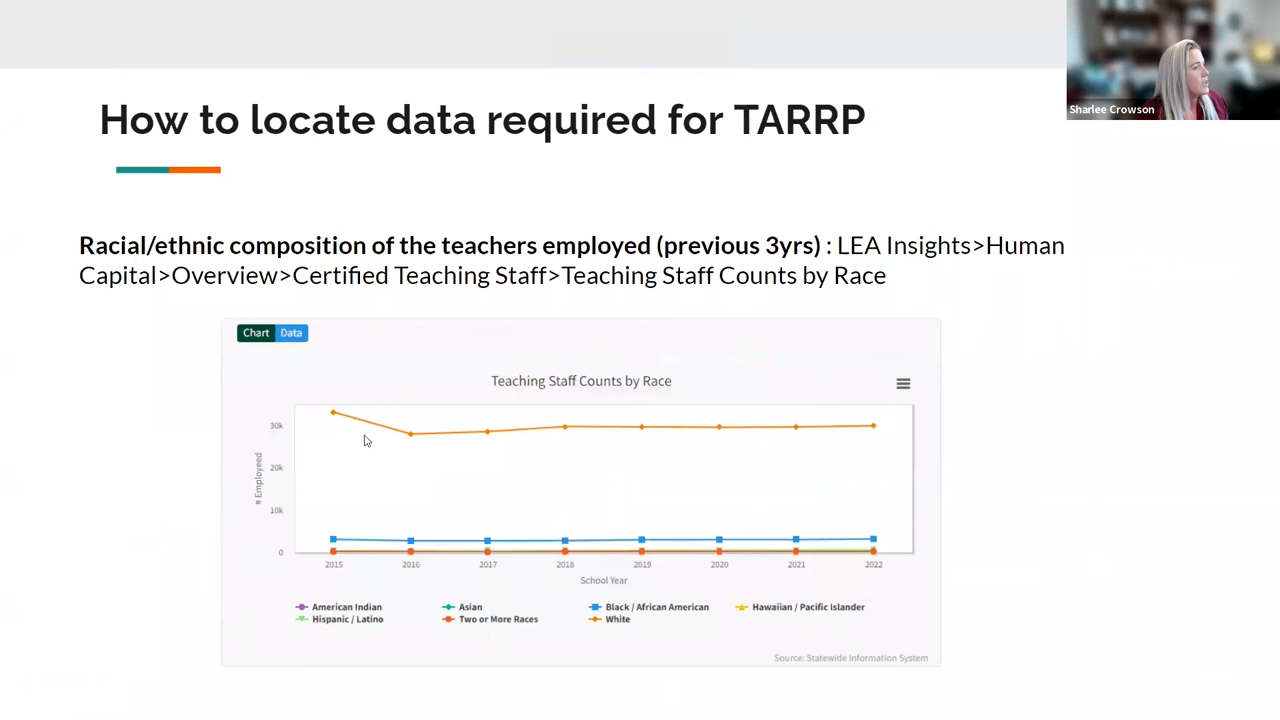 Sharlee Crowson
How to locate data required for TARRP
Racial/ethnic composition of the teachers employed (previous 3yrs) : LEA Insights>Human
Capital>Overview>Certified Teaching Staff>Teaching Staff Counts by Race
Chart Data
Teaching Staff Counts by Race
# Employeed
30k
20k
10k
0
2015 2016 2017 2018 2019 2020 2021 2022
School Year
American Indian Asian Black / African American Hawaiian / Pacific Islander
Hispanic / Latino Two or More Races White
Source: Statewide Information System